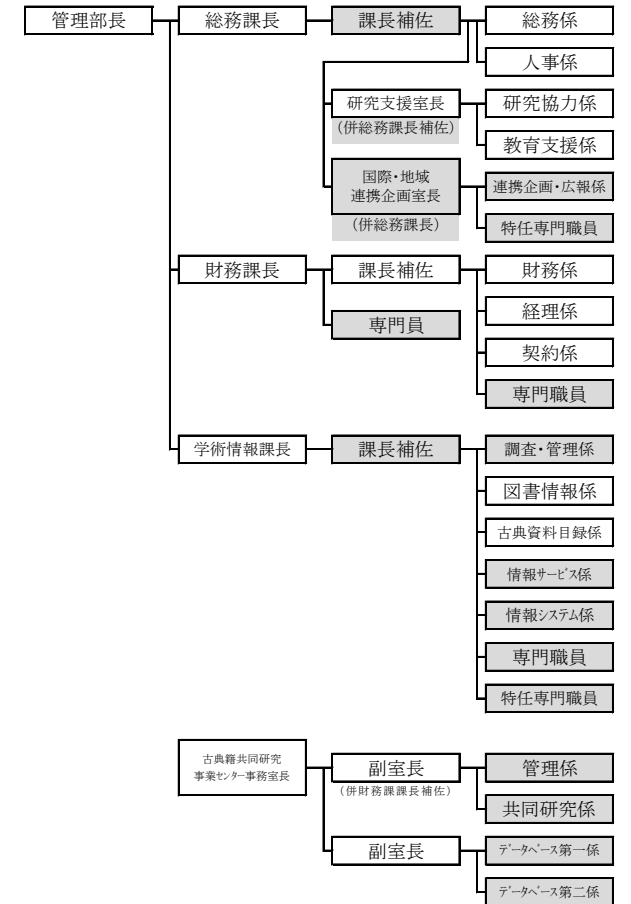 管理部長
総務課長
課長補佐
総務係
人事係
研究支援室長
(併総務課長補佐)
研究協力係
教育支援係
国際・地域
連携企画室長
(併総務課長)
連携企画・広報係
特任専門職員
財務課長
課長補佐
財務係
専門員
経理係
契約係
専門職員
学術情報課長
課長補佐
調査・管理係
図書情報係
古典資料目録係
情報ｻｰﾋﾞｽ係
情報ｼｽﾃﾑ係
専門職員
特任専門職員
古典籍共同研究
事業ｾﾝﾀｰ事務室長
副室長
(併財務課課長補佐)
管理係
共同研究係
副室長
ﾃﾞｰﾀﾍﾞｰｽ第一係
ﾃﾞｰﾀﾍﾞｰｽ第二係